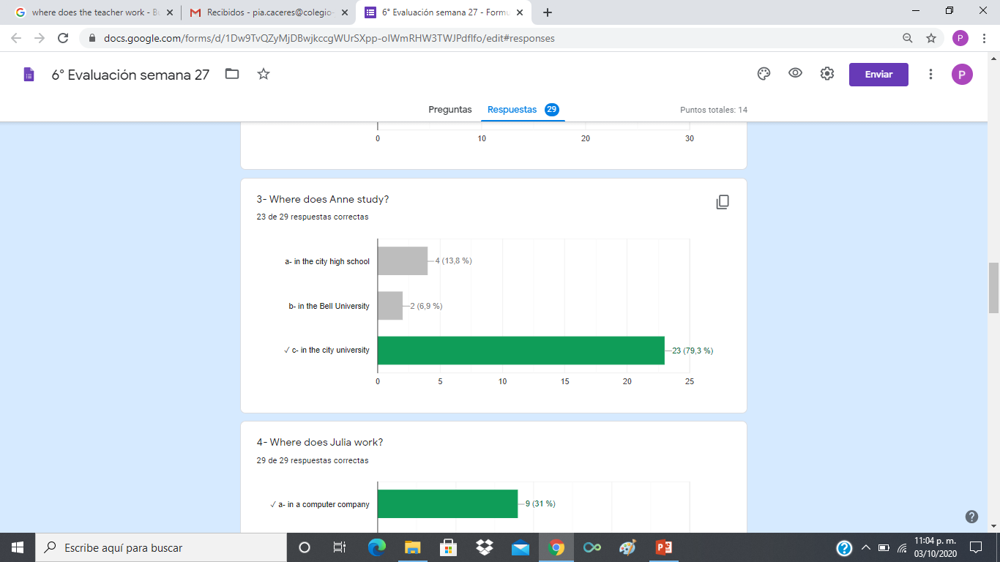 where does the teacher work - B
Recibidos - pia.caceres@colegio-
6° Evaluación semana 27 - Formu
docs.google.com/forms/d/1Dw9TvQZyMjDBwjkccgWUrSXpp-oIWmRHW3TWJPdfIfo/edit#responses
P
6° Evaluación semana 27
Enviar
P
Preguntas
Respuestas 29
Puntos totales: 14
0 10 20 30
3- Where does Anne study?
23 de 29 respuestas correctas
a- in the city high school
4 (13,8 %)
b- in the Bell University
2 (6,9 %)
✓ c- in the city university
23 (79,3 %)
0 5 10 15 20 25
4- Where does Julia work?
29 de 29 respuestas correctas
✓ a- in a computer company
9 (31 %)
Escribe aquí para buscar
11:04 p. m.
03/10/2020